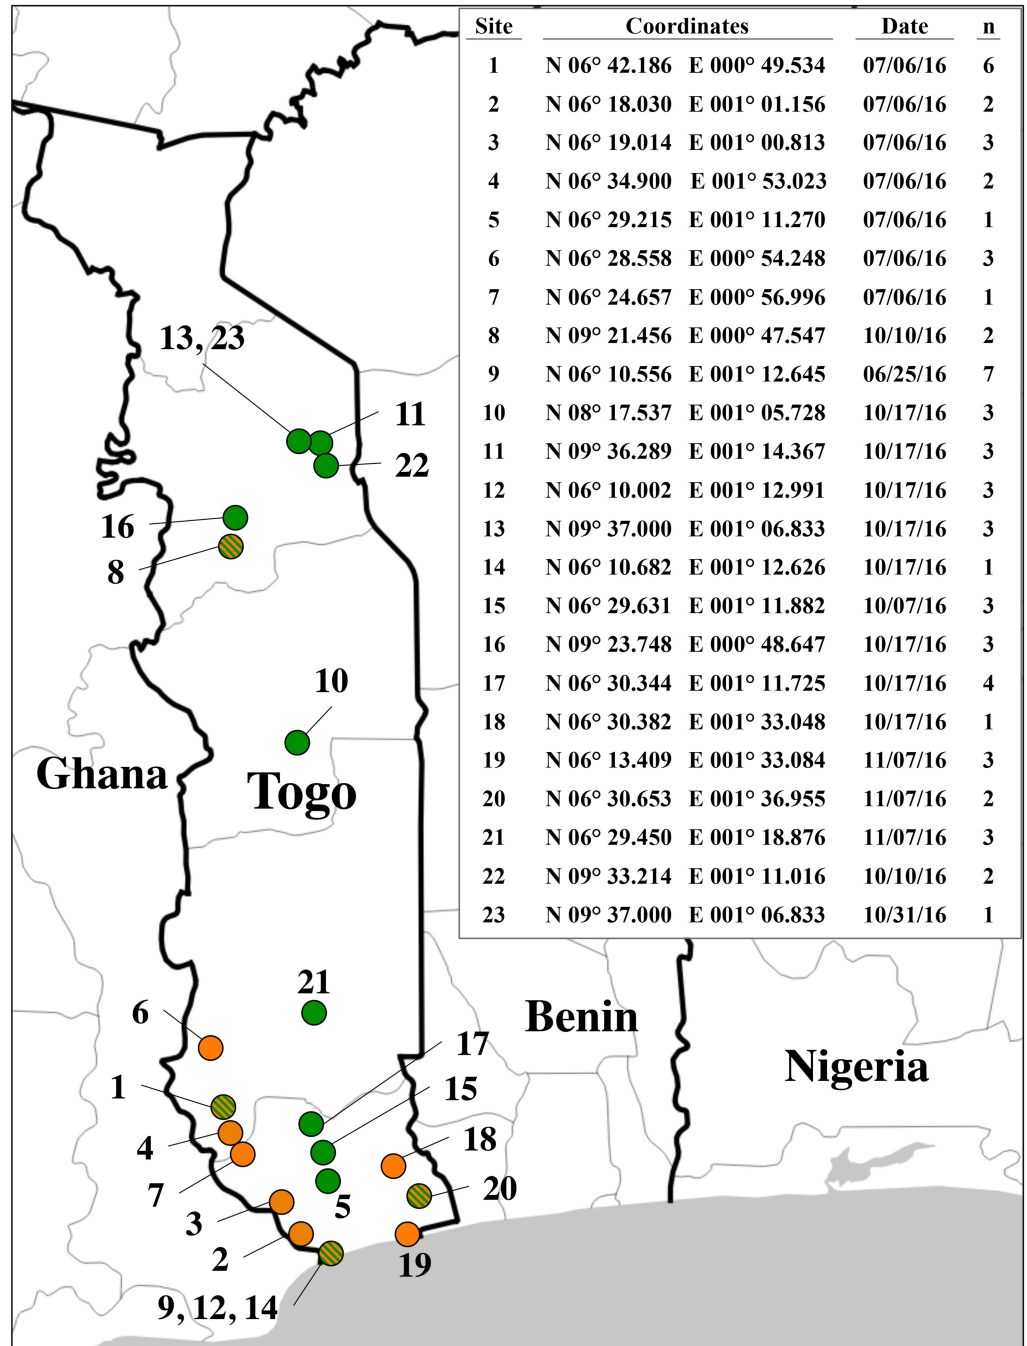 Site Coordinates Date n
1 N 06° 42.186 E 000° 49.534 07/06/16 6
2 N 06° 18.030 E 001° 01.156 07/06/16 2
3 N 06° 19.014 E 001° 00.813 07/06/16 3
4 N 06° 34.900 E 001° 53.023 07/06/16 2
5 N 06° 29.215 E 001° 11.270 07/06/16 1
6 N 06° 28.558 E 000° 54.248 07/06/16 3
7 N 06° 24.657 E 000° 56.996 07/06/16 1
8 N 09° 21.456 E 000° 47.547 10/10/16 2
9 N 06° 10.556 E 001° 12.645 06/25/16 7
10 N 08° 17.537 E 001° 05.728 10/17/16 3
11 N 09° 36.289 E 001° 14.367 10/17/16 3
12 N 06° 10.002 E 001° 12.991 10/17/16 3
13 N 09° 37.000 E 001° 06.833 10/17/16 3
14 N 06° 10.682 E 001° 12.626 10/17/16 1
15 N 06° 29.631 E 001° 11.882 10/07/16 3
16 N 09° 23.748 E 000° 48.647 10/17/16 3
17 N 06° 30.344 E 001° 11.725 10/17/16 4
18 N 06° 30.382 E 001° 33.048 10/17/16 1
19 N 06° 13.409 E 001° 33.084 11/07/16 3
20 N 06° 30.653 E 001° 36.955 11/07/16 2
21 N 06° 29.450 E 001° 18.876 11/07/16 3
22 N 09° 33.214 E 001° 11.016 10/10/16 2
23 N 09° 37.000 E 001° 06.833 10/31/16 1
13, 23
11
22
16
8
10
Ghana
Togo
21
6
Benin
17
Nigeria
1
15
4
18
7
20
3
5
2
19
9, 12, 14